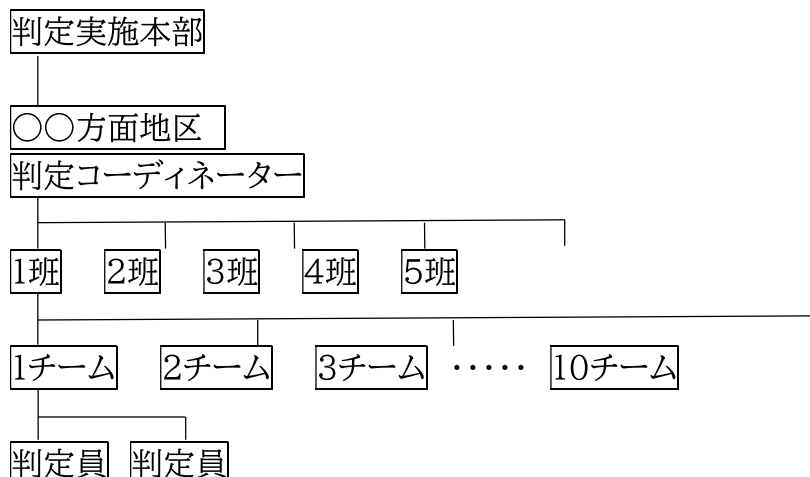 判定実施本部
○○方面地区
判定コーディネーター
1班 2班 3班 4班 5班
1チーム 2チーム 3チーム ····· 10チーム
判定員 判定員